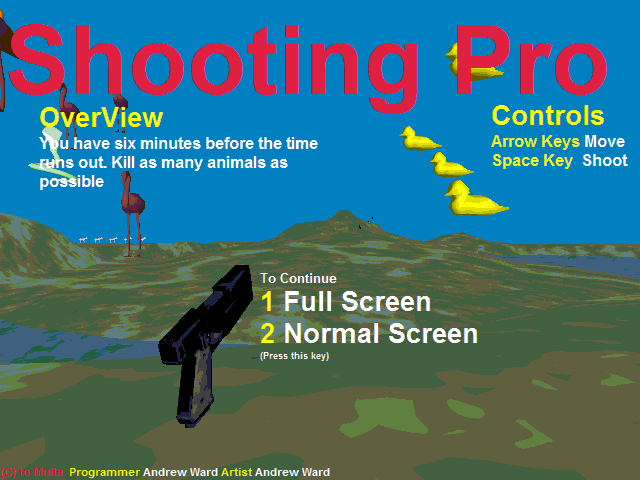 Shooting Pro
OverView
You have six minutes before the time
runs out. Kill as many animals as
possible
Controls
Arrow Keys Move
Space Key Shoot
To Continue
1 Full Screen
2 Normal Screen
(Press this key)
(C) to Multa Programmer Andrew Ward Artist Andrew Ward